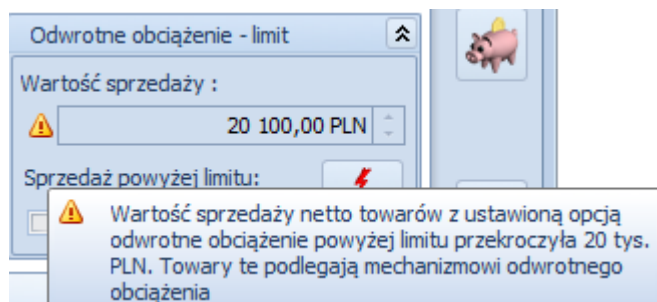 Odwrotne obciążenie - limit
Wartość sprzedaży :
20 100,00 PLN
Sprzedaż powyżej limitu:
Wartość sprzedaży netto towarów z ustawioną opcją
odwrotne obciążenie powyżej limitu przekroczyła 20 tys.
PLN. Towary te podlegają mechanizmowi odwrotnego
obciążenia